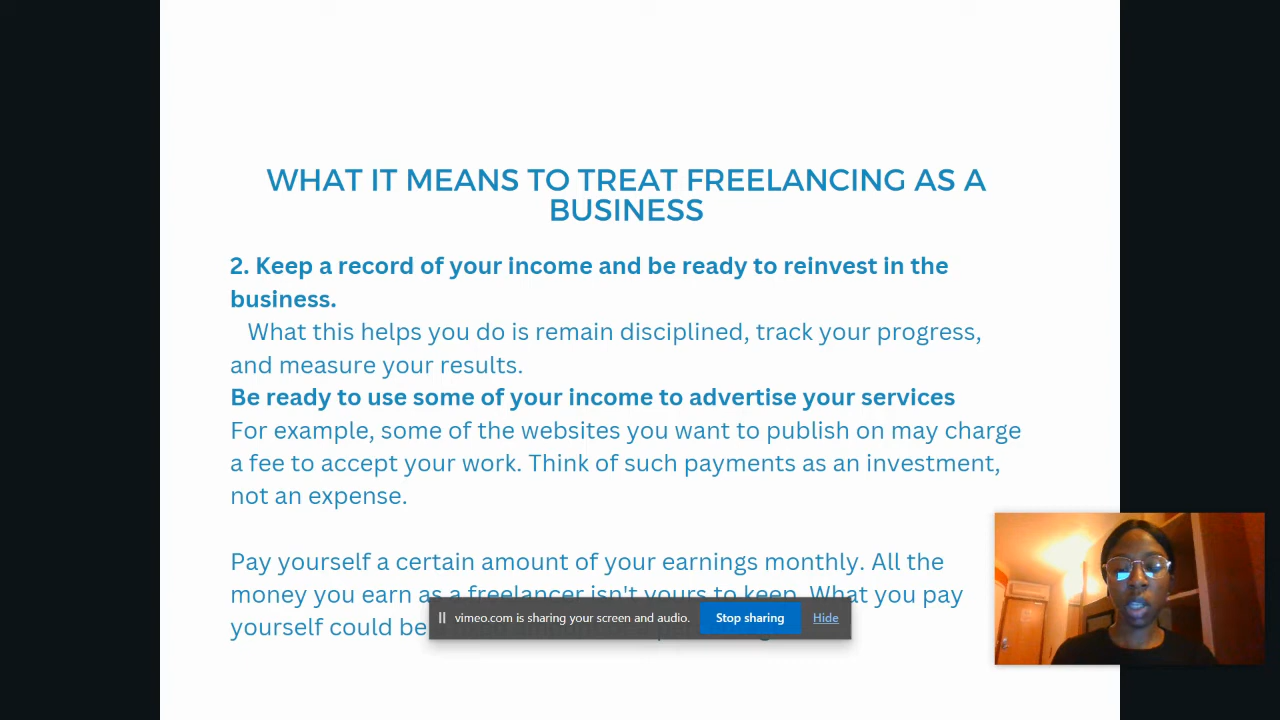 WHAT IT MEANS TO TREAT FREELANCING AS A
BUSINESS
2. Keep a record of your income and be ready to reinvest in the
business.
What this helps you do is remain disciplined, track your progress,
and measure your results.
Be ready to use some of your income to advertise your services
For example, some of the websites you want to publish on may charge
a fee to accept your work. Think of such payments as an investment,
not an expense.
Pay yourself a certain amount of your earnings monthly. All the
money you earn as a freelancer isn't yours to keep. What you pay
yourself could be
vimeo.com is sharing your screen and audio. Stop sharing Hide